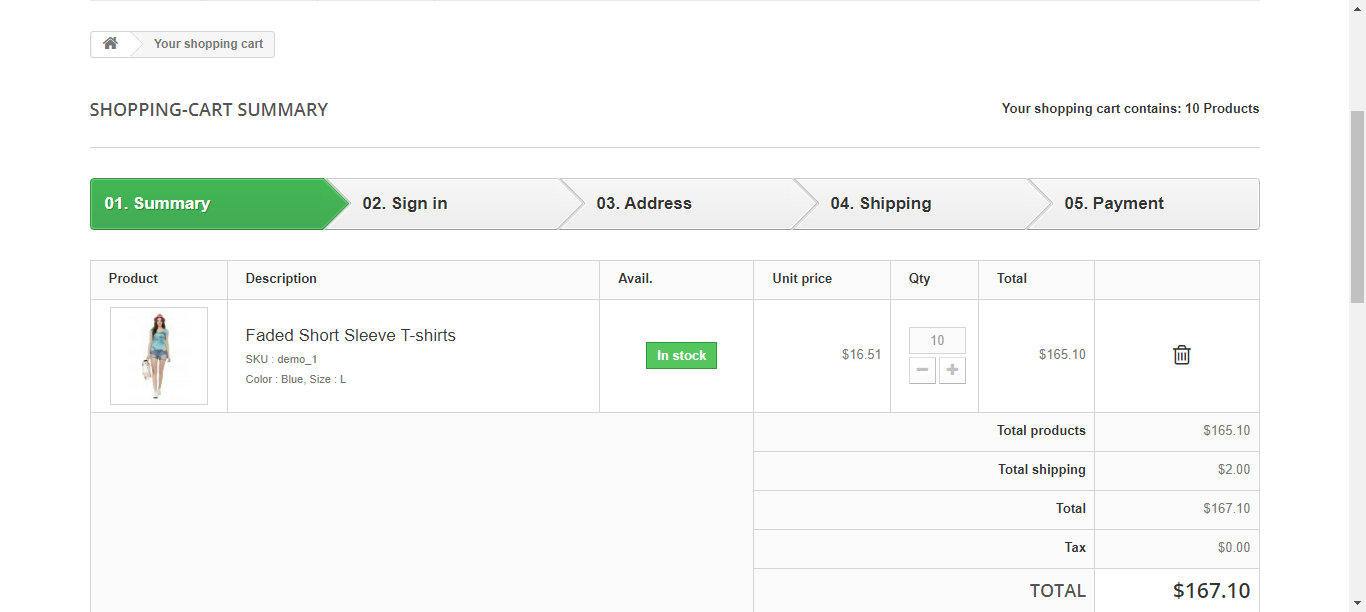 Your shopping cart
SHOPPING-CART SUMMARY
Your shopping cart contains: 10 Products
01. Summary
02. Sign in
03. Address
04. Shipping
05. Payment
Product
Description
Avail.
Unit price
Qty
Total
Faded Short Sleeve T-shirts
SKU : demo_1
Color : Blue, Size : L
In stock
$16.51
10
$165.10
Total products
$165.10
Total shipping
$2.00
Total
$167.10
Tax
$0.00
TOTAL
$167.10